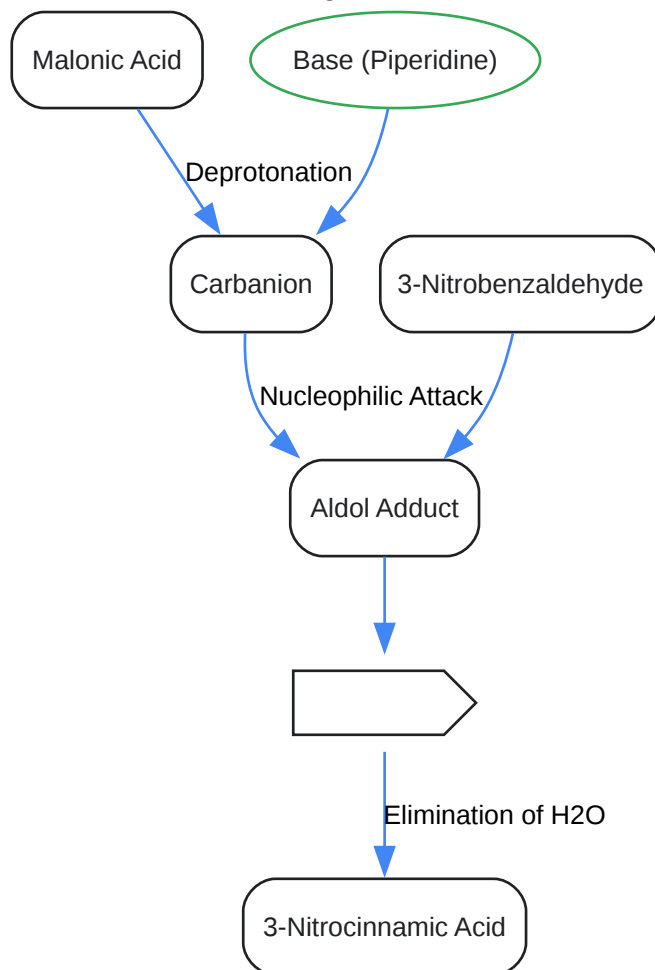 Malonic Acid
Base (Piperidine)
Deprotonation
Carbanion
3-Nitrobenzaldehyde
Nucleophilic Attack
Aldol Adduct
Elimination of H2O
3-Nitrocinnamic Acid